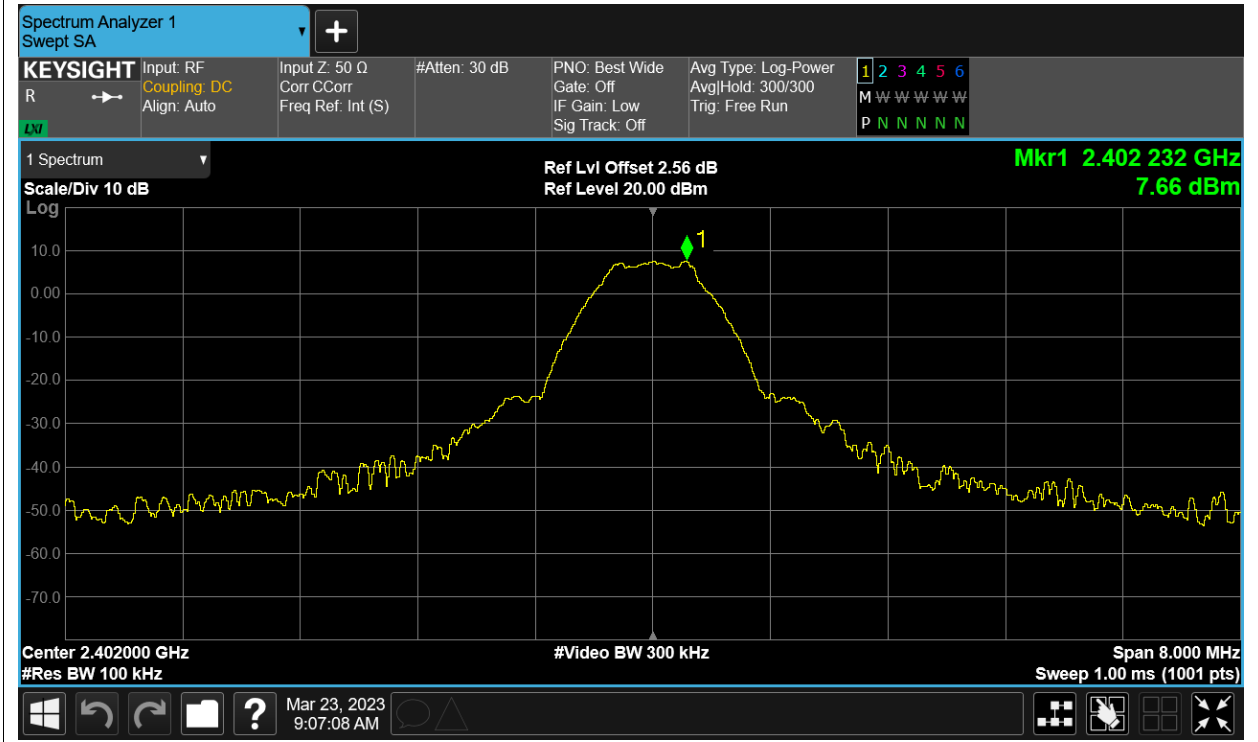 Spectrum Analyzer 1
Swept SA
+
KEYSIGHT
R
LXI
Input: RF
Coupling: DC
Align: Auto
Input Z: 50 Ω
Corr CCorr
Freq Ref: Int (S)
#Atten: 30 dB
PNO: Best Wide
Gate: Off
IF Gain: Low
Sig Track: Off
Avg Type: Log-Power
Avg|Hold: 300/300
Trig: Free Run
1 2 3 4 5 6
M W W W W W
P N N N N N
1 Spectrum
Scale/Div 10 dB
Log
Ref Lvl Offset 2.56 dB
Ref Level 20.00 dBm
Mkr1 2.402 232 GHz
7.66 dBm
1
10.0
0.00
-10.0
-20.0
-30.0
-40.0
-50.0
-60.0
-70.0
Center 2.402000 GHz
#Res BW 100 kHz
#Video BW 300 kHz
Span 8.000 MHz
Sweep 1.00 ms (1001 pts)
?
Mar 23, 2023
9:07:08 AM